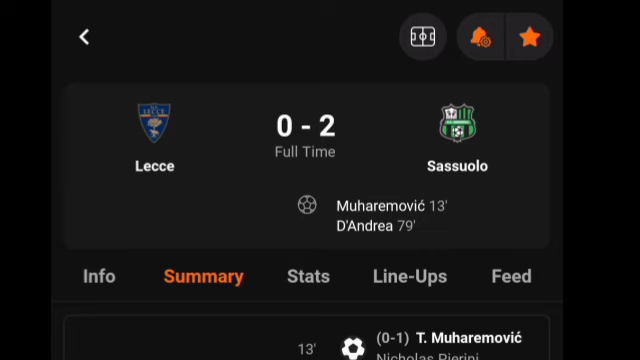 0 - 2
Full Time
Lecce
Sassuolo
Muharemović 13'
D'Andrea 79'
Info Summary Stats Line-Ups Feed
13' (0-1) T. Muharemović
Nicholas Pierini